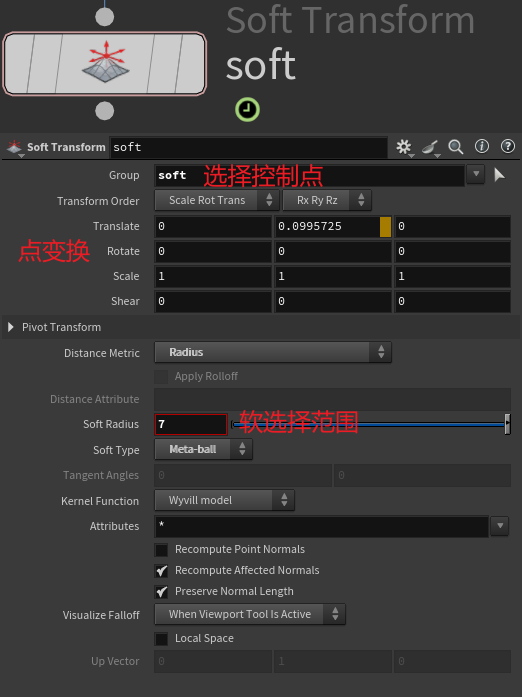 Soft Transform
soft
Soft Transform soft
Group soft 选择控制点
Transform Order Scale Rot Trans Rx Ry Rz
Translate 0 0.0995725 0
点变换 Rotate 0 0 0
Scale 1 1 1
Shear 0 0 0
Pivot Transform
Distance Metric Radius
Apply Rolloff
Distance Attribute
Soft Radius 7 软选择范围
Soft Type Meta-ball
Tangent Angles 0 0
Kernel Function Wyvill model
Attributes *
Recompute Point Normals
Recompute Affected Normals
Preserve Normal Length
Visualize Falloff When Viewport Tool Is Active
Local Space
Up Vector 0 1 0